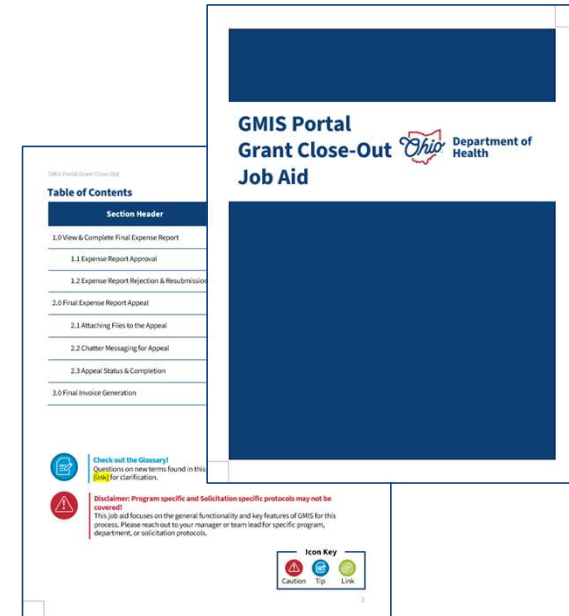 GMIS Portal
Grant Close-Out
Job Aid
Ohio
Department of
Health
GMIS Portal Grant Close-Out
Table of Contents
Section Header
1.0 View & Complete Final Expense Report
1.1 Expense Report Approval
1.2 Expense Report Rejection & Resubmission
2.0 Final Expense Report Appeal
2.1 Attaching Files to the Appeal
2.2 Chatter Messaging for Appeal
2.3 Appeal Status & Completion
3.0 Final Invoice Generation
Check out the Glossary!
Questions on new terms found in this
[link] for clarification.
Disclaimer: Program specific and Solicitation specific protocols may not be
covered!
This job aid focuses on the general functionality and key features of GMIS for this
process. Please reach out to your manager or team lead for specific program,
department, or solicitation protocols.
Icon Key
Caution Tip Link
2